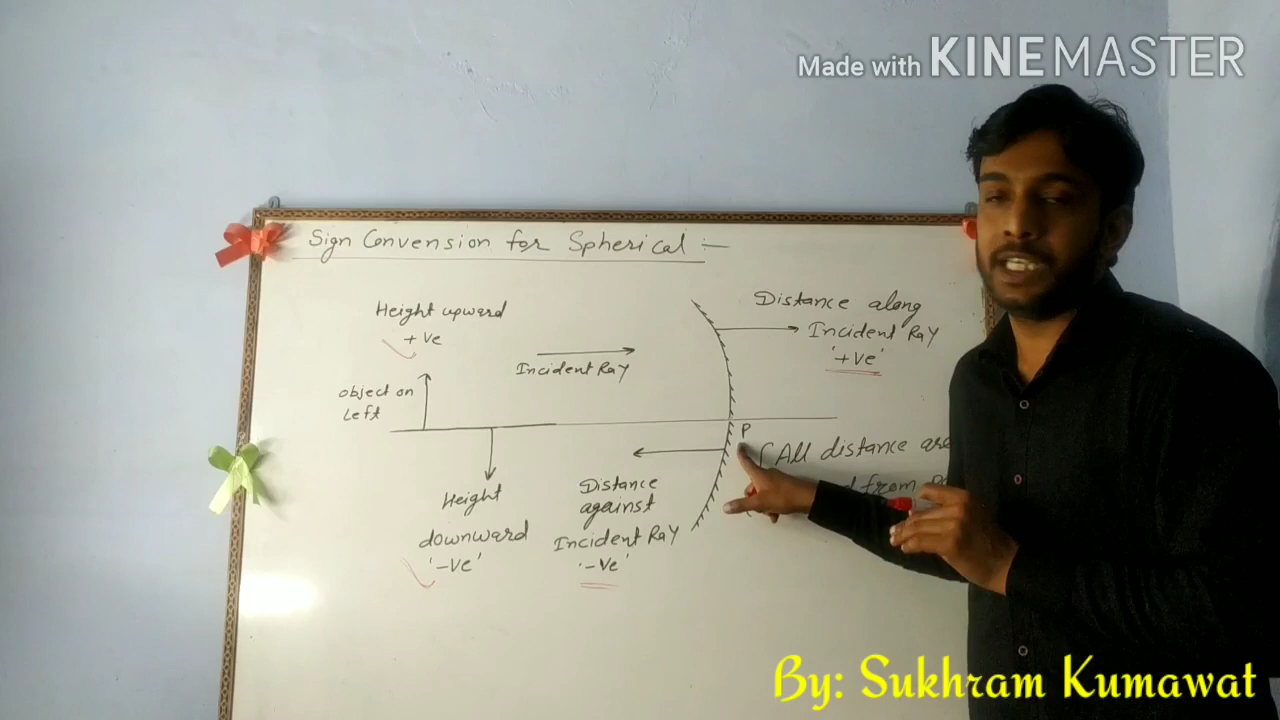 Made with KINEMASTER
Sign Convension for Spherical :-
Height upward
+ve
object on
Left
Incident Ray
Distance along
Incident Ray
'+ve'
P
(All distance are
from
Height
downward
'-ve'
Distance
against
Incident Ray
'-ve'
By: Sukhram Kumawat